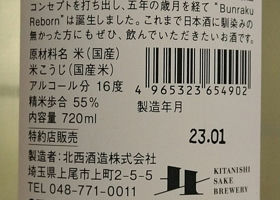 コンセプトを打ち出し、五年の歳月を経て "Bunraku
Reborn" は誕生しました。これまで日本酒に馴染みの
無かった方にもぜひ、飲んでいただきたいお酒です。
原材料名 米(国産)
米こうじ(国産米)
アルコール分 16度
精米歩合 55%
内容量 720ml
特約店販売
4 965323 654902
製造年月
23.01
製造者:北西酒造株式会社
埼玉県上尾市上町2-5-5
TEL 048-771-0011
KITANISHI
SAKE
BREWERY